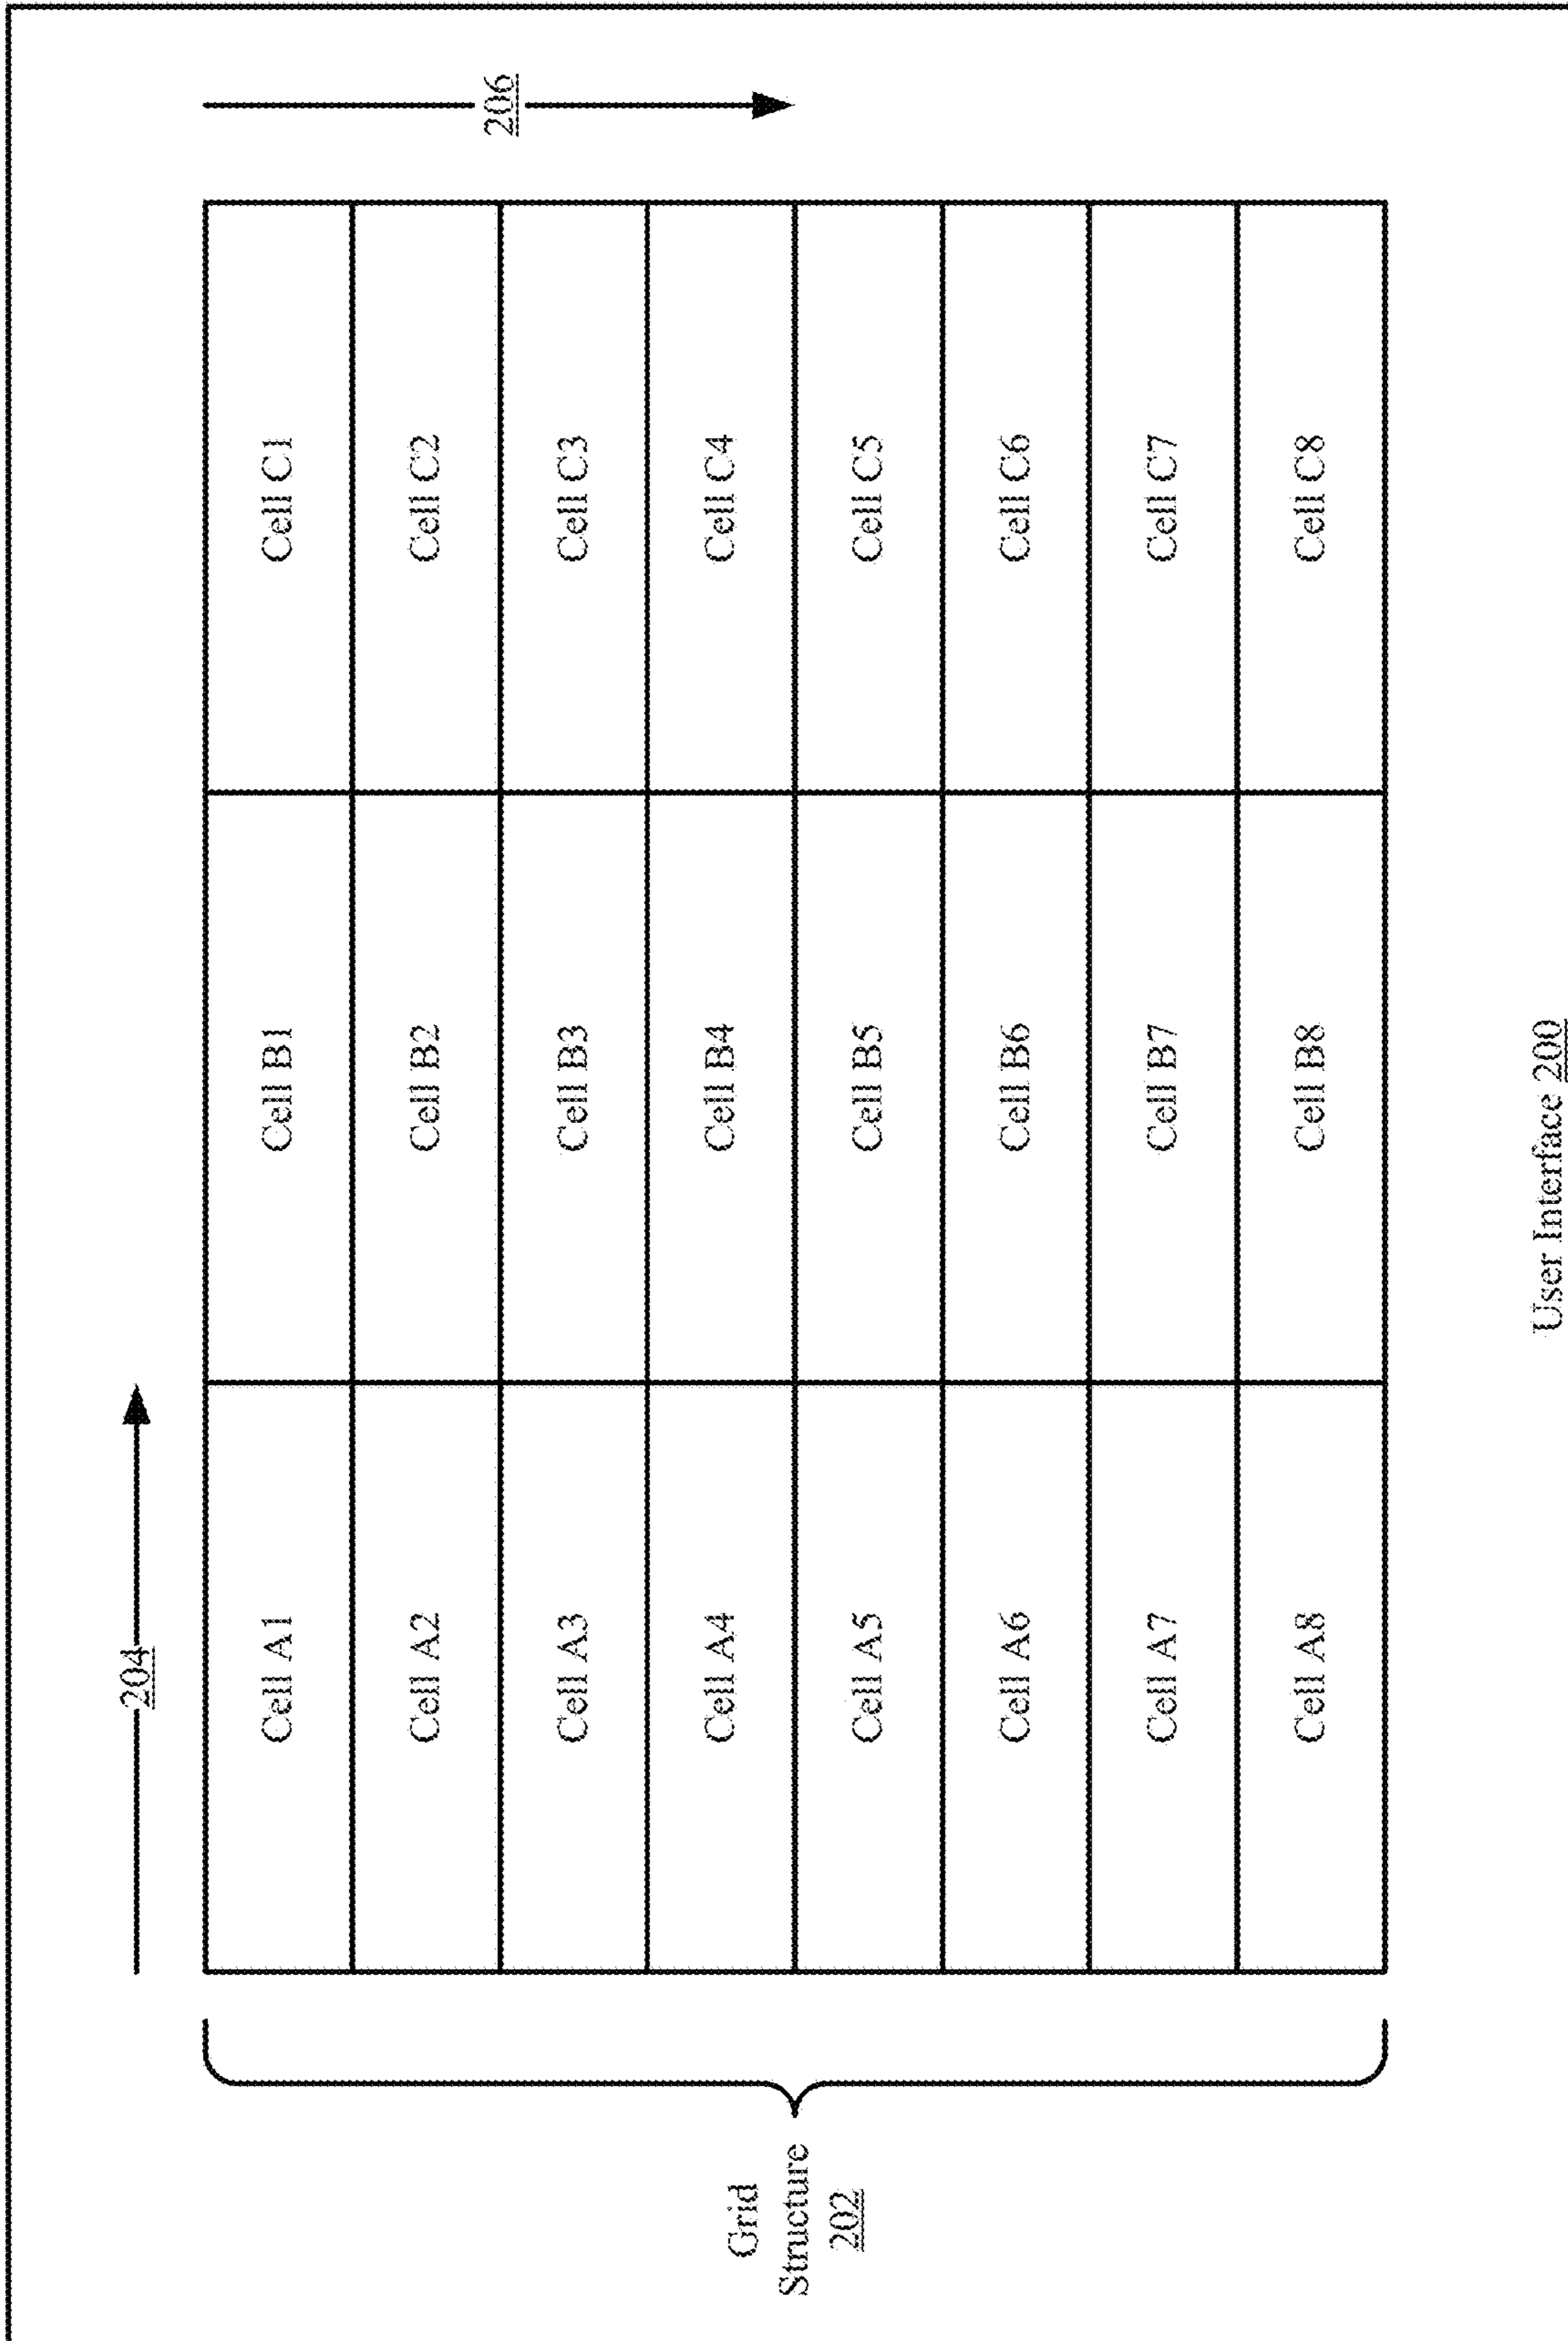 204
Cell A1
Cell B1
Cell C1
Cell A2
Cell B2
Cell C2
206
Cell A3
Cell B3
Cell C3
Cell A4
Cell B4
Cell C4
Grid
Structure
202
Cell A5
Cell B5
Cell C5
Cell A6
Cell B6
Cell C6
Cell A7
Cell B7
Cell C7
Cell A8
Cell B8
Cell C8
User Interface 200